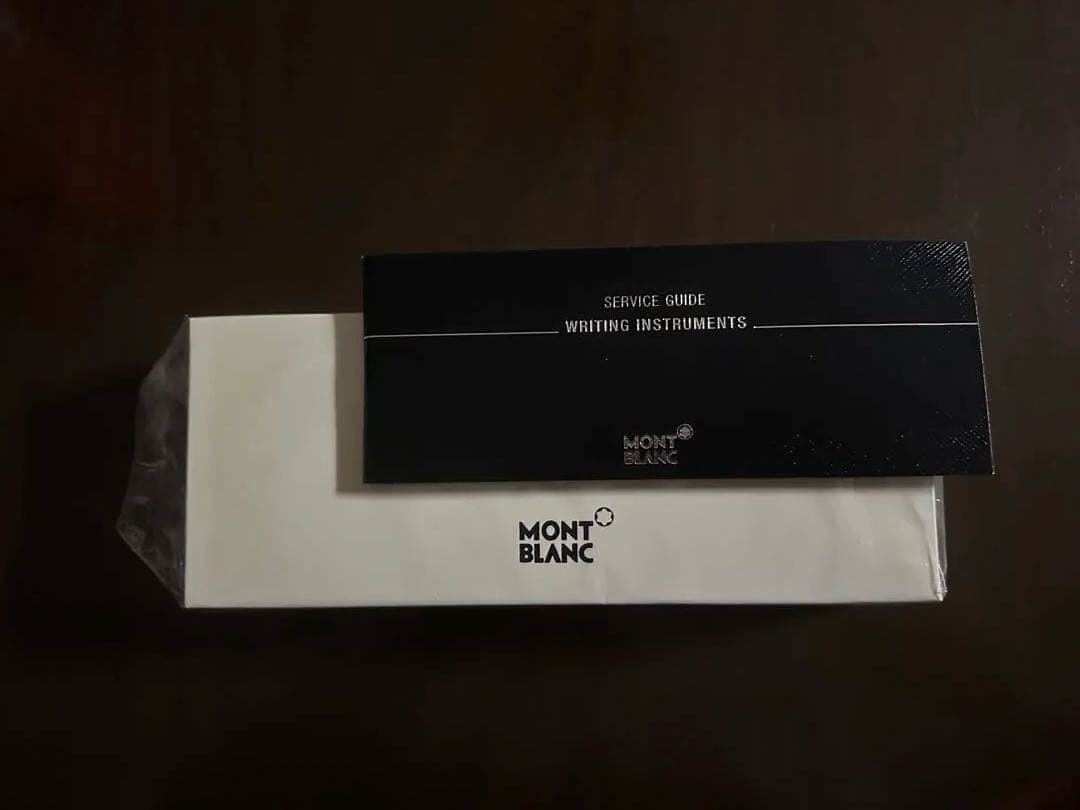 SERVICE GUIDE
WRITING INSTRUMENTS
MONT
BLANC
MONT
BLANC